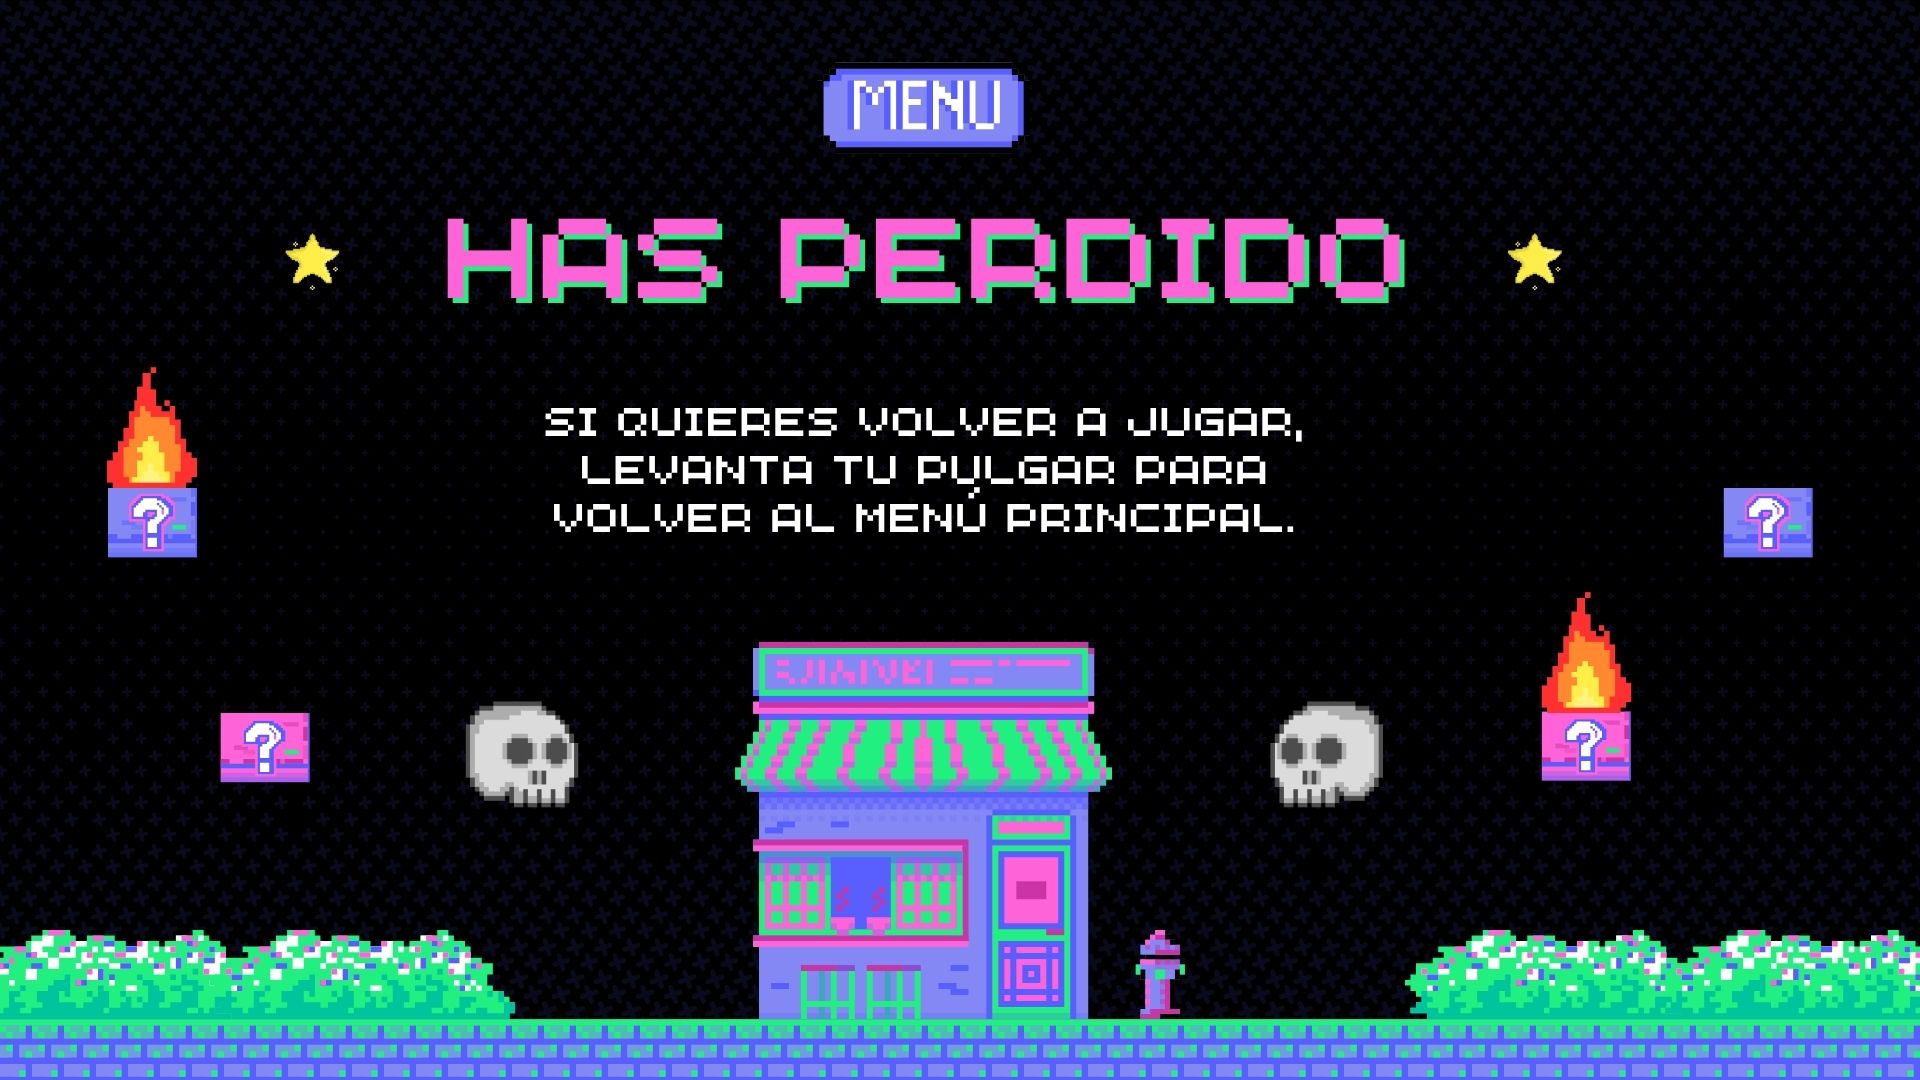 MENU
HAS PERDIDO
SI QUIERES VOLVER A JUGAR,
LEVANTA TU PULGAR PARA
VOLVER AL MENÚ PRINCIPAL.
?
?
?
?